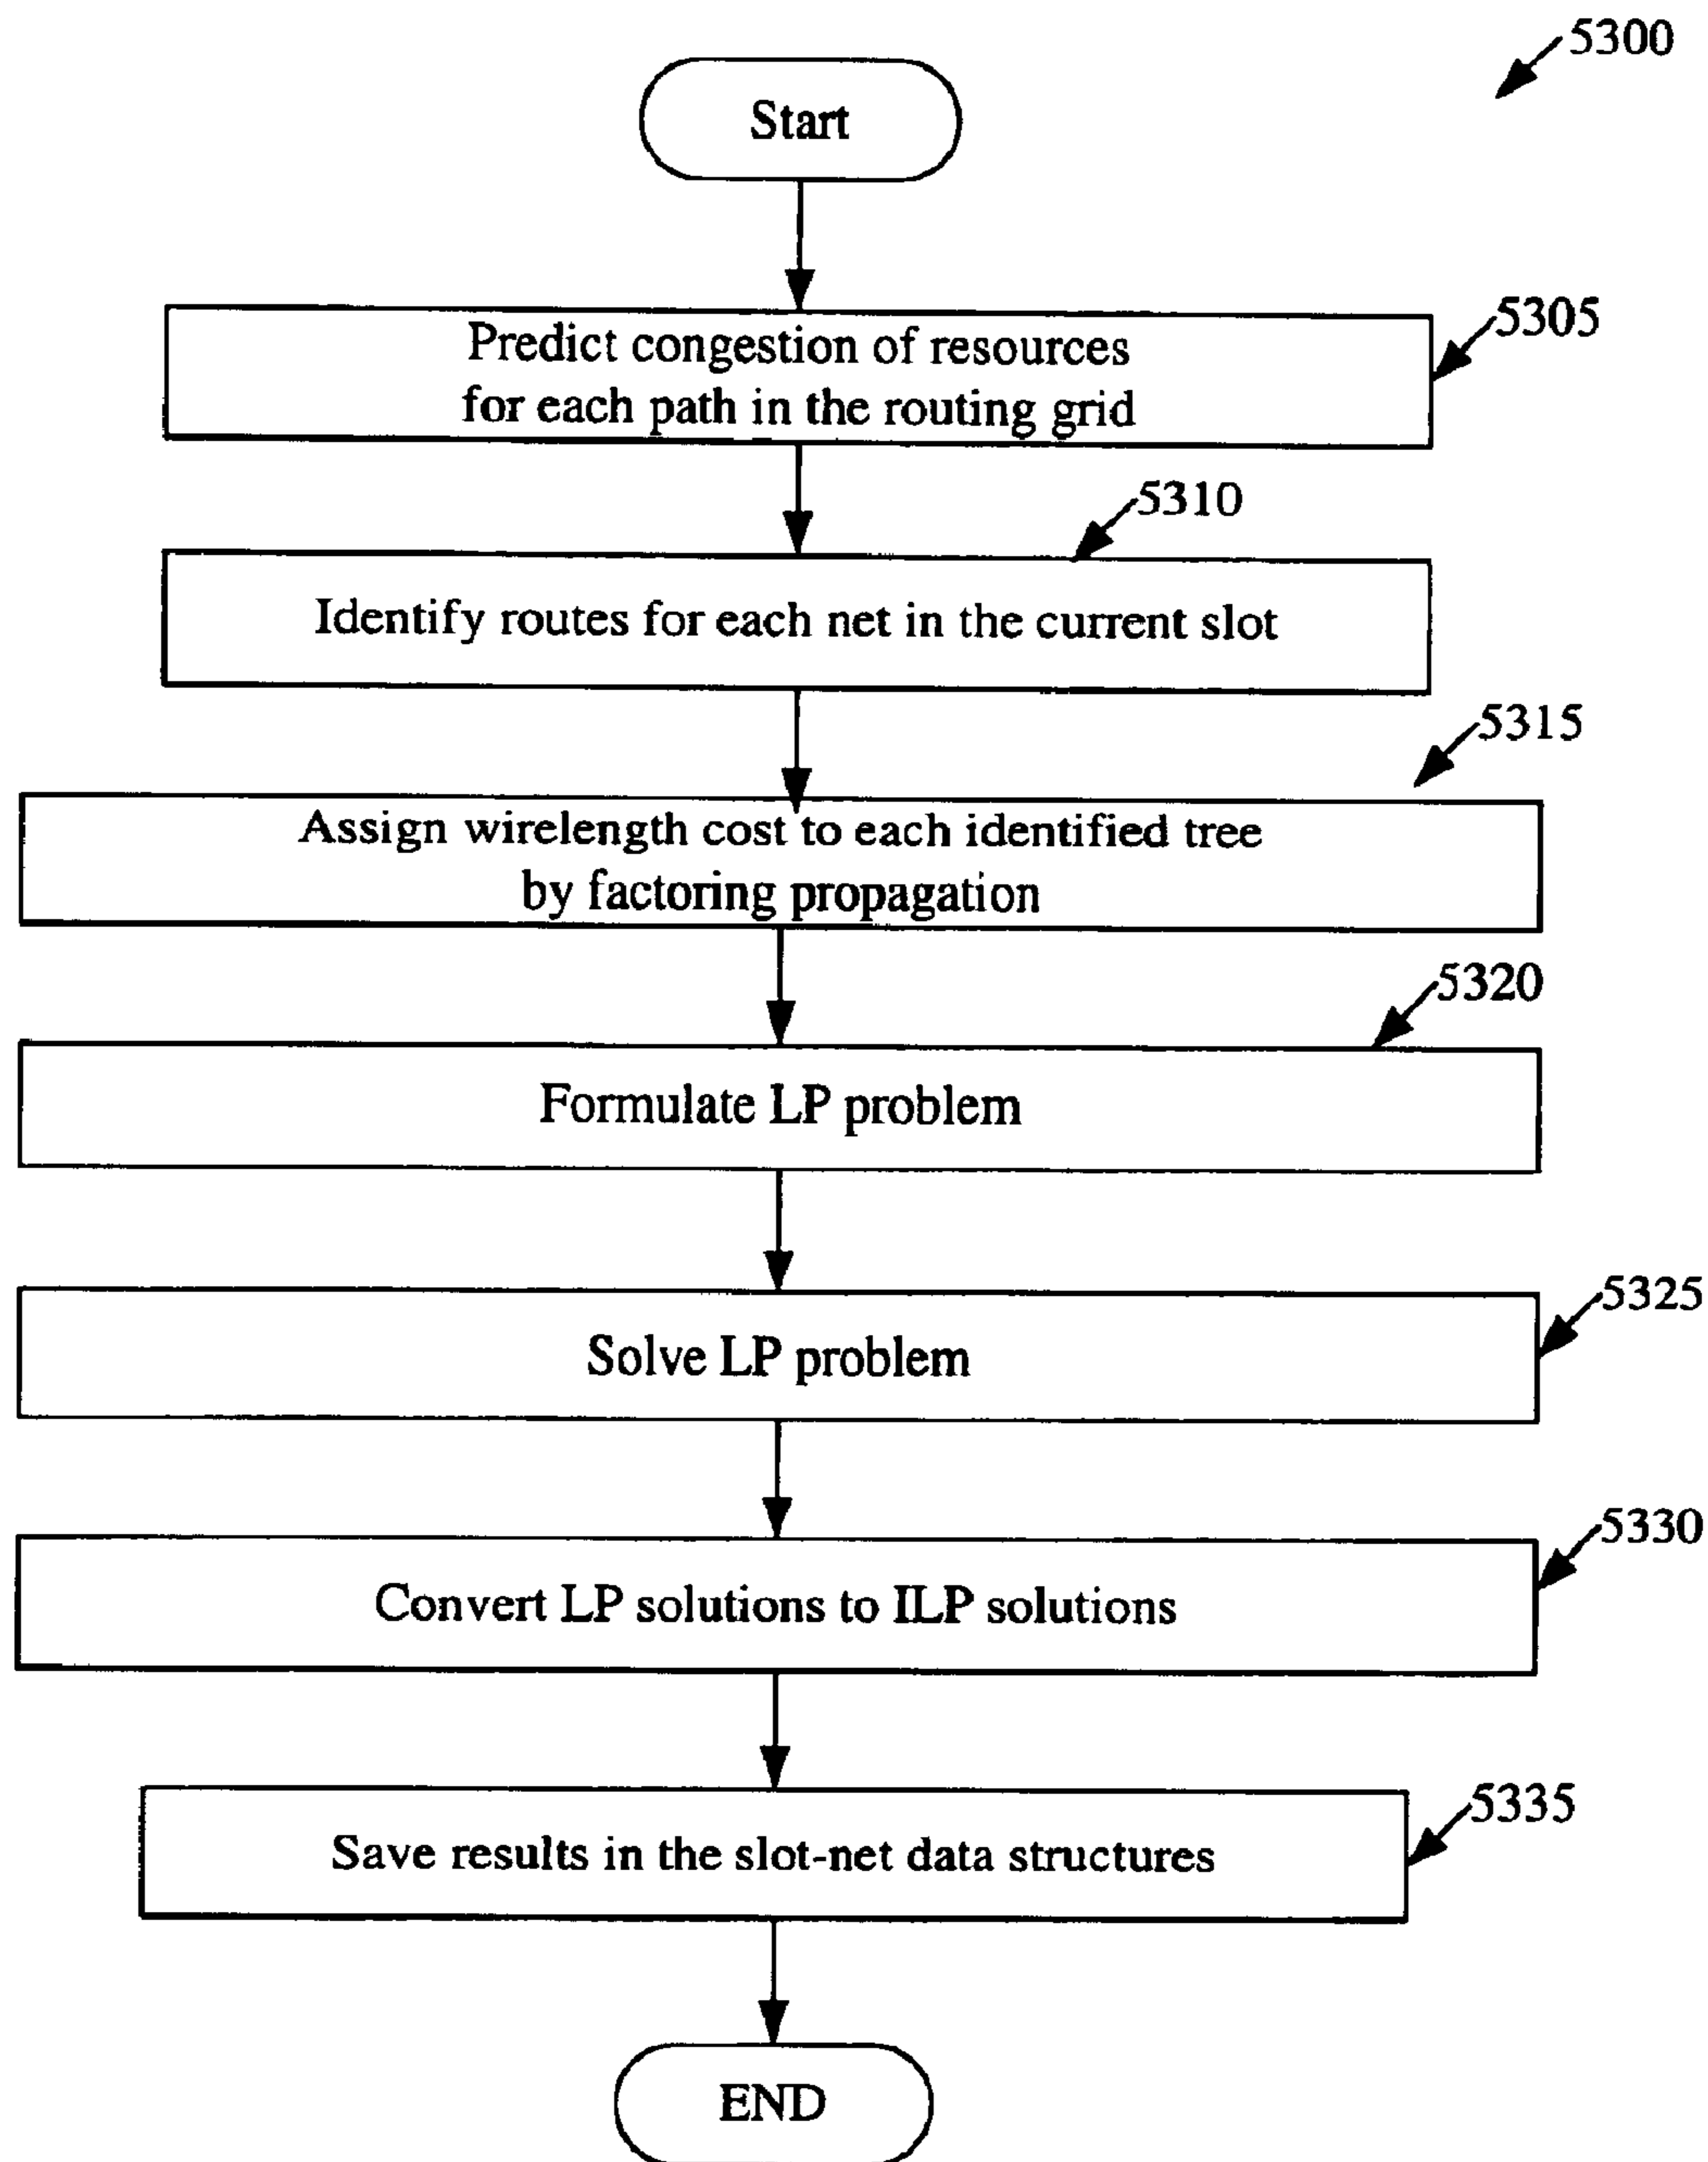 5300
Start
5305
Predict congestion of resources
for each path in the routing grid
5310
Identify routes for each net in the current slot
5315
Assign wirelength cost to each identified tree
by factoring propagation
5320
Formulate LP problem
5325
Solve LP problem
5330
Convert LP solutions to ILP solutions
5335
Save results in the slot-net data structures
END